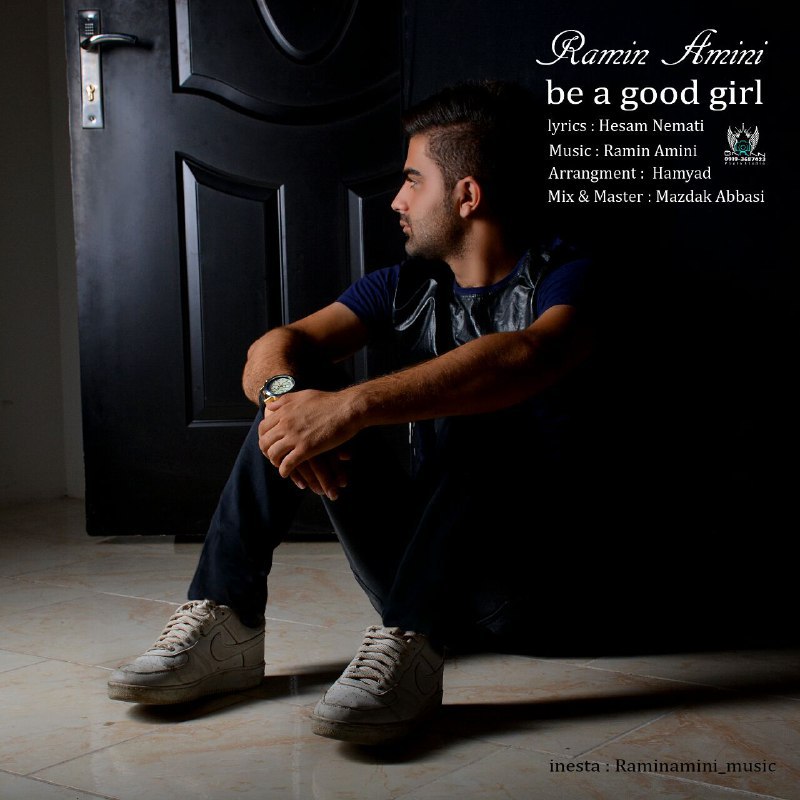 Ramin Amini
be a good girl
lyrics : Hesam Nemati
Music : Ramin Amini
Arrangment : Hamyad
Mix & Master : Mazdak Abbasi
inesta : Raminamini_music